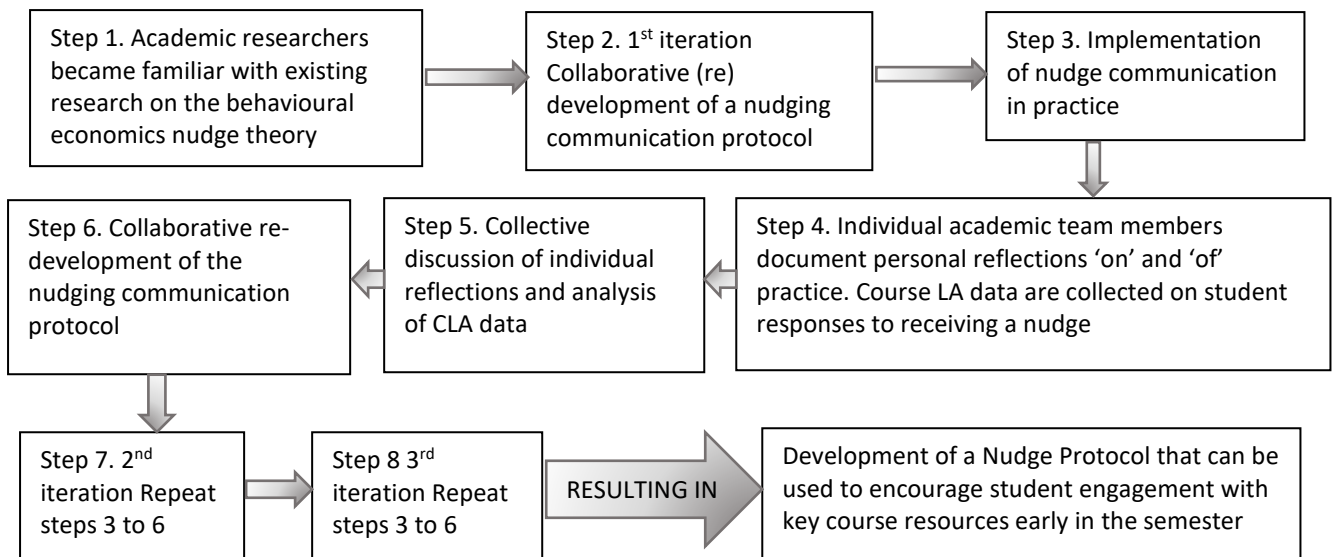 Step 1. Academic researchers
became familiar with existing
research on the behavioural
economics nudge theory
Step 2. 1st iteration
Collaborative (re)
development of a nudging
communication protocol
Step 3. Implementation
of nudge communication
in practice
Step 4. Individual academic team members
document personal reflections ‘on’ and ‘of’
practice. Course LA data are collected on student
responses to receiving a nudge
Step 5. Collective
discussion of individual
reflections and analysis
of CLA data
Step 6. Collaborative re-
development of the
nudging communication
protocol
Step 7. 2nd
iteration Repeat
steps 3 to 6
Step 8 3rd
iteration Repeat
steps 3 to 6
RESULTING IN
Development of a Nudge Protocol that can be
used to encourage student engagement with
key course resources early in the semester